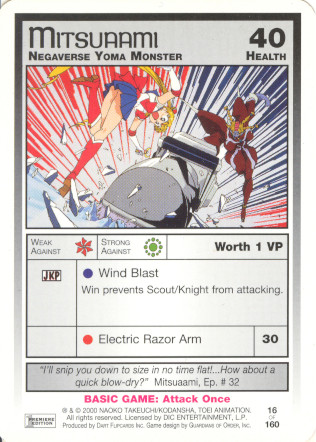 MITSUAAMI
40
NEGAVERSE YOMA MONSTER
HEALTH
WEAK AGAINST
STRONG AGAINST
Worth 1 VP
JKP
Wind Blast
Win prevents Scout/Knight from attacking.
Electric Razor Arm
30
"I'll snip you down to size in no time flat!...How about a
quick blow-dry?" Mitsuaami, Ep. # 32
BASIC GAME: Attack Once
PREMIERE EDITION
® & © 2000 NAOKO TAKEUCHI/KODANSHA, TOEI ANIMATION.
All rights reserved. Licensed by DIC ENTERTAINMENT, L.P.
Produced by DART FLIPCARDS INC. Game design by GUARDIANS OF ORDER, INC.
16
OF
160